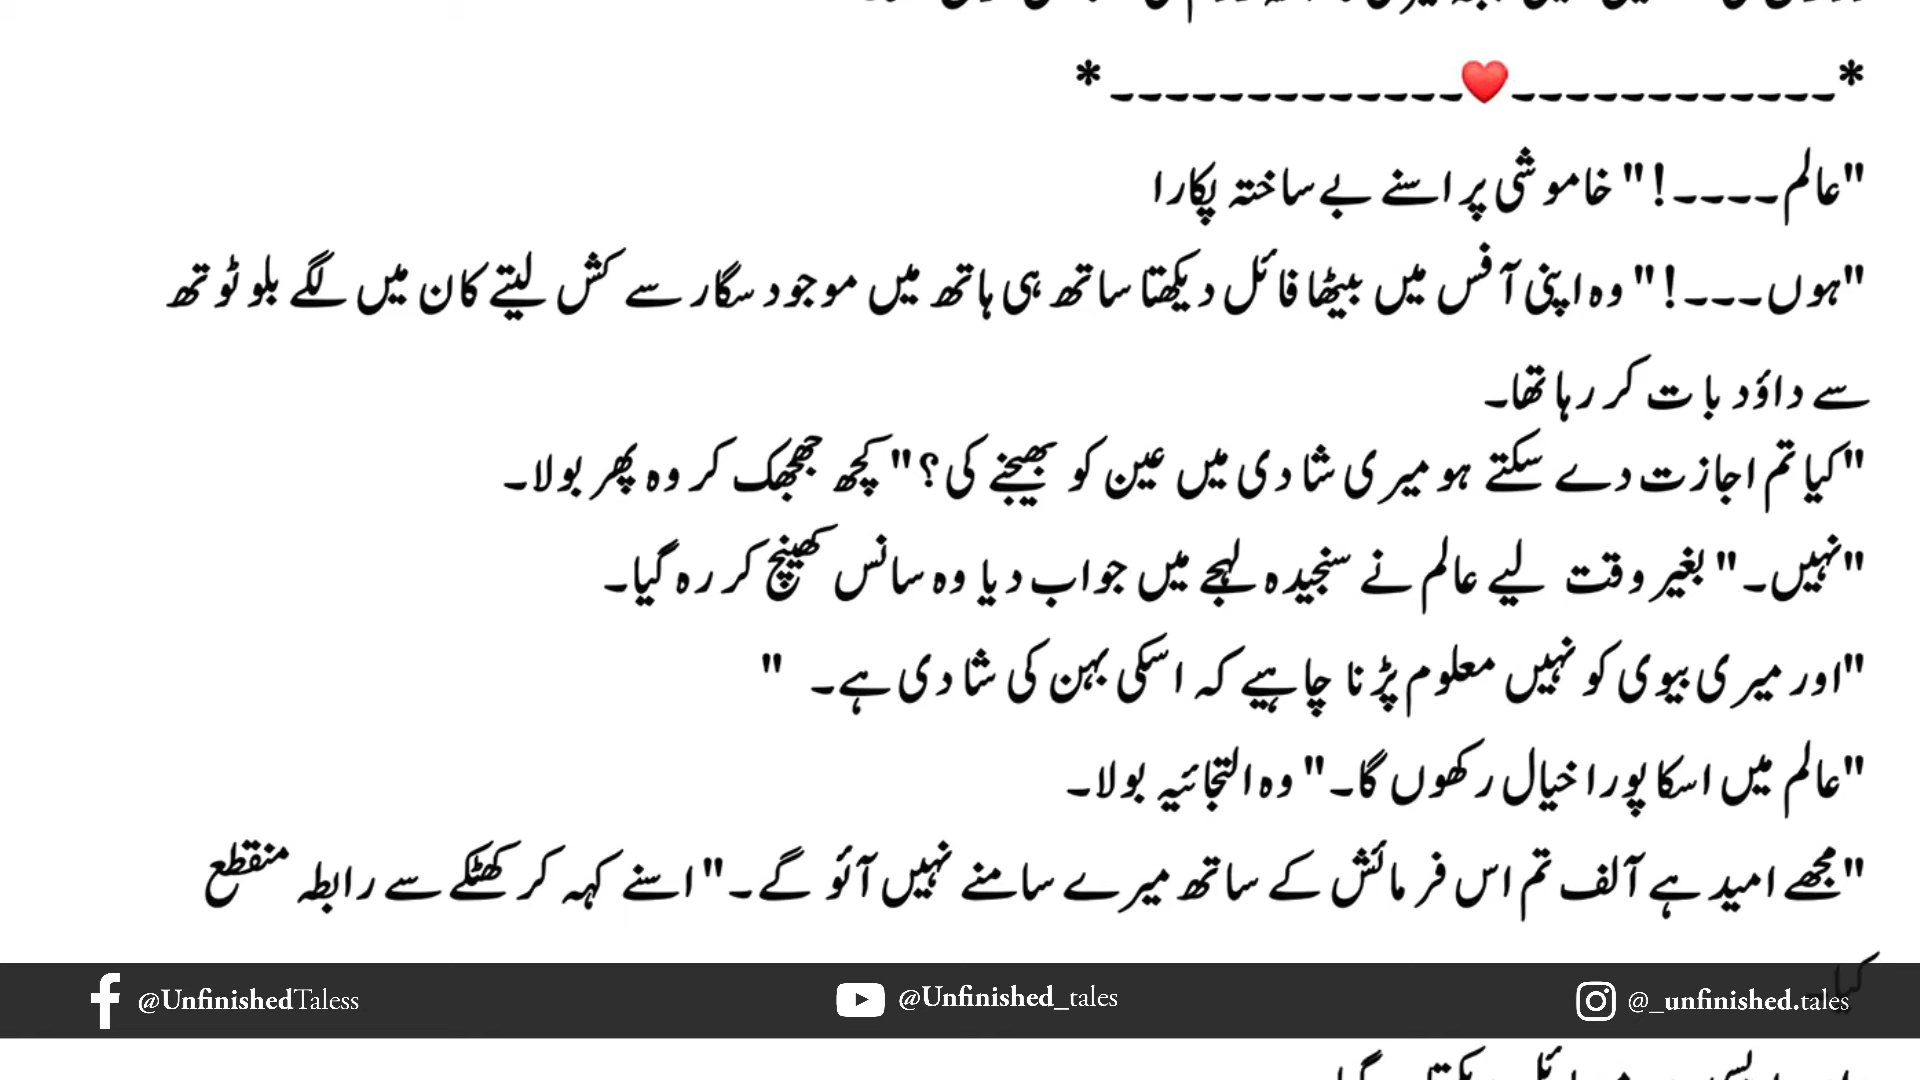 *-------------❤️------------*
"عالم۔۔۔۔!" خاموشی پر اسنے بے ساختہ پکارا
"ہوں۔۔۔!" وہ اپنی آفس میں بیٹھا فائل دیکھتا ساتھ ہی ہاتھ میں موجود سگار سے کش لیتے کان میں لگے بلوٹوتھ
سے داؤد بات کر رہا تھا۔
"کیا تم اجازت دے سکتے ہو میری شادی میں عین کو بھیجنے کی؟" کچھ جھجھک کر وہ پھر بولا۔
"نہیں۔" بغیر وقت لیے عالم نے سنجیدہ لہجے میں جواب دیا وہ سانس کھینچ کر رہ گیا۔
"اور میری بیوی کو نہیں معلوم پڑنا چاہیے کہ اسکی بہن کی شادی ہے۔ "
"عالم میں اسکا پورا خیال رکھوں گا۔" وہ التجائیہ بولا۔
"مجھے امید ہے آلف تم اس فرمائش کے ساتھ میرے سامنے نہیں آئو گے۔" اسنے کہہ کر کھٹکے سے رابطہ منقطع
کیا۔
@UnfinishedTaless
@Unfinished_tales
@_unfinished.tales